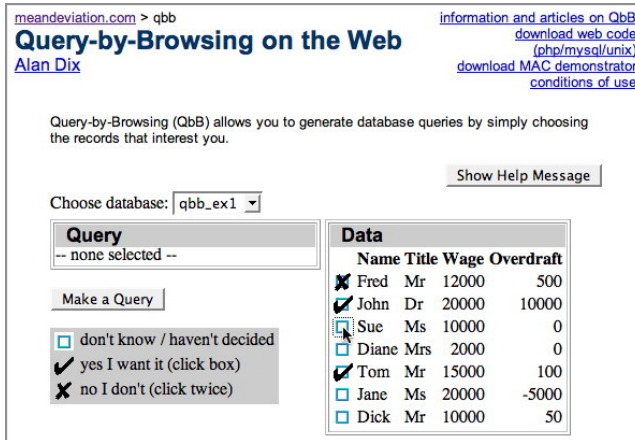 meandeviation.com > qbb
Query-by-Browsing on the Web
Alan Dix
information and articles on QbB
download web code
(php/mysql/unix)
download MAC demonstrator
conditions of use
Query-by-Browsing (QbB) allows you to generate database queries by simply choosing
the records that interest you.
Show Help Message
Choose database: qbb_ex1
Query
-- none selected --
Make a Query
don't know / haven't decided
yes I want it (click box)
no I don't (click twice)
Data
Name Title Wage Overdraft
Fred Mr 12000 500
John Dr 20000 10000
Sue Ms 10000 0
Diane Mrs 2000 0
Tom Mr 15000 100
Jane Ms 20000 -5000
Dick Mr 10000 50